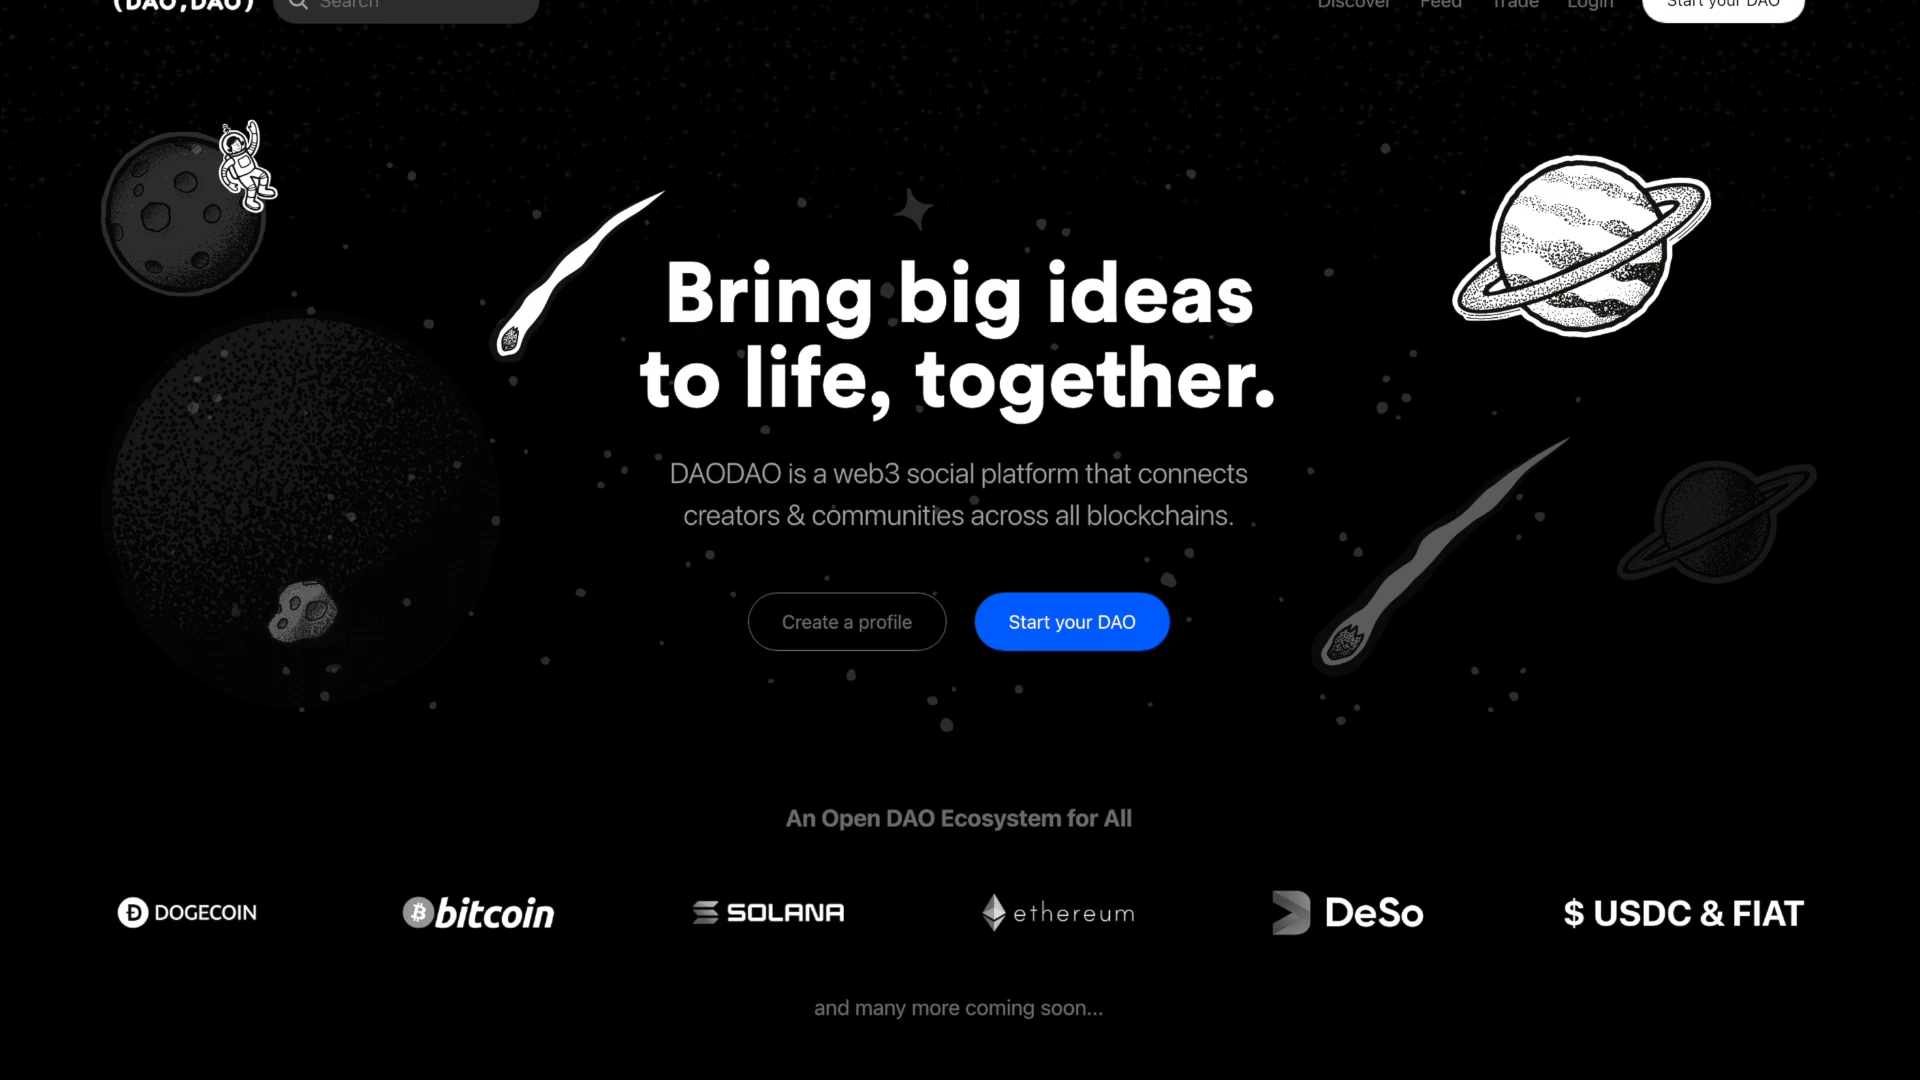 (DAO,DAO)
Search
Discover Feed Trade Login Start your DAO
Bring big ideas
to life, together.
DAODAO is a web3 social platform that connects
creators & communities across all blockchains.
Create a profile
Start your DAO
An Open DAO Ecosystem for All
DOGECOIN
bitcoin
SOLANA
ethereum
DeSo
$ USDC & FIAT
and many more coming soon...